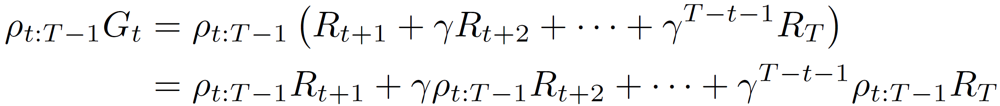 ρ_{t:T−1}G_t = ρ_{t:T−1} (R_{t+1} + γR_{t+2} + ⋯ + γ^{T−t−1}R_T)
= ρ_{t:T−1}R_{t+1} + γρ_{t:T−1}R_{t+2} + ⋯ + γ^{T−t−1}ρ_{t:T−1}R_T